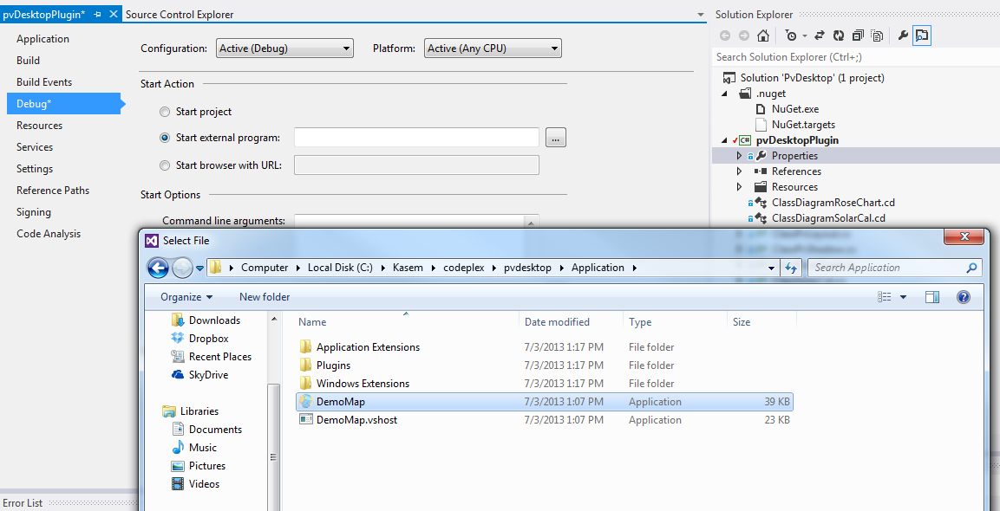 pvDesktopPlugin*
Source Control Explorer
Application
Build
Build Events
Debug*
Resources
Services
Settings
Reference Paths
Signing
Code Analysis
Configuration: Active (Debug) Platform: Active (Any CPU)
Start Action
Start project
Start external program: ...
Start browser with URL:
Start Options
Command line arguments:
Solution Explorer
Search Solution Explorer (Ctrl+;)
Solution 'PvDesktop' (1 project)
.nuget
NuGet.exe
NuGet.targets
C# pvDesktopPlugin
Properties
References
Resources
ClassDiagramRoseChart.cd
ClassDiagramSolarCal.cd
Select File
Computer Local Disk (C:) Kasem codeplex pvdesktop Application
Search Application
Organize New folder
Downloads
Dropbox
Recent Places
SkyDrive
Libraries
Documents
Music
Pictures
Videos
Name Date modified Type Size
Application Extensions 7/3/2013 1:17 PM File folder
Plugins 7/3/2013 1:17 PM File folder
Windows Extensions 7/3/2013 1:17 PM File folder
DemoMap 7/3/2013 1:07 PM Application 39 KB
DemoMap.vshost 7/3/2013 1:07 PM Application 23 KB
Error List